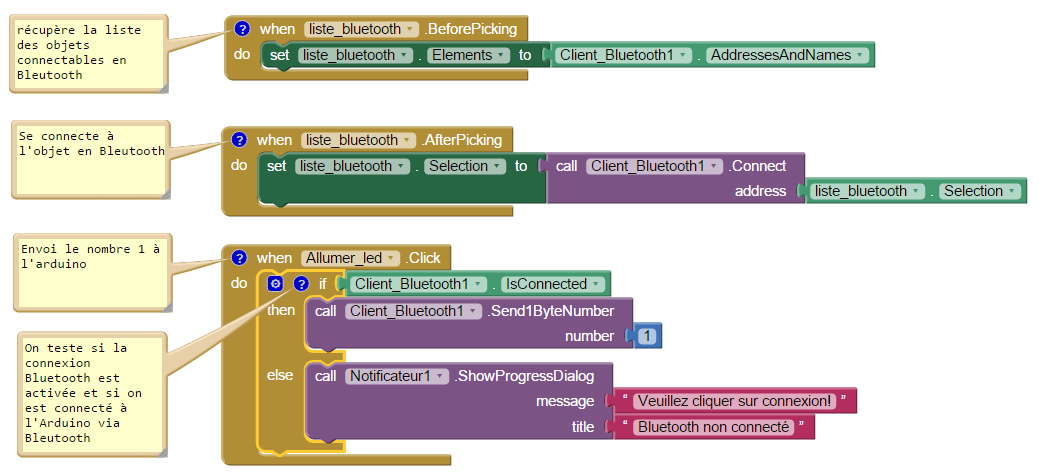 récupère la liste
des objets
connectables en
Bleutooth
? when liste_bluetooth .BeforePicking
do set liste_bluetooth . Elements to Client_Bluetooth1 . AddressesAndNames
Se connecte à
l'objet en Bleutooth
? when liste_bluetooth .AfterPicking
do set liste_bluetooth . Selection to call Client_Bluetooth1 .Connect
address liste_bluetooth . Selection
Envoi le nombre 1 à
l'arduino
? when Allumer_led .Click
do ? if Client_Bluetooth1 . IsConnected
then call Client_Bluetooth1 .Send1ByteNumber
number 1
On teste si la
connexion
Bluetooth est
activée et si on
est connecté à
l'Arduino via
Bleutooth
else call Notificateur1 .ShowProgressDialog
message “ Veuillez cliquer sur connexion! ”
title “ Bluetooth non connecté ”